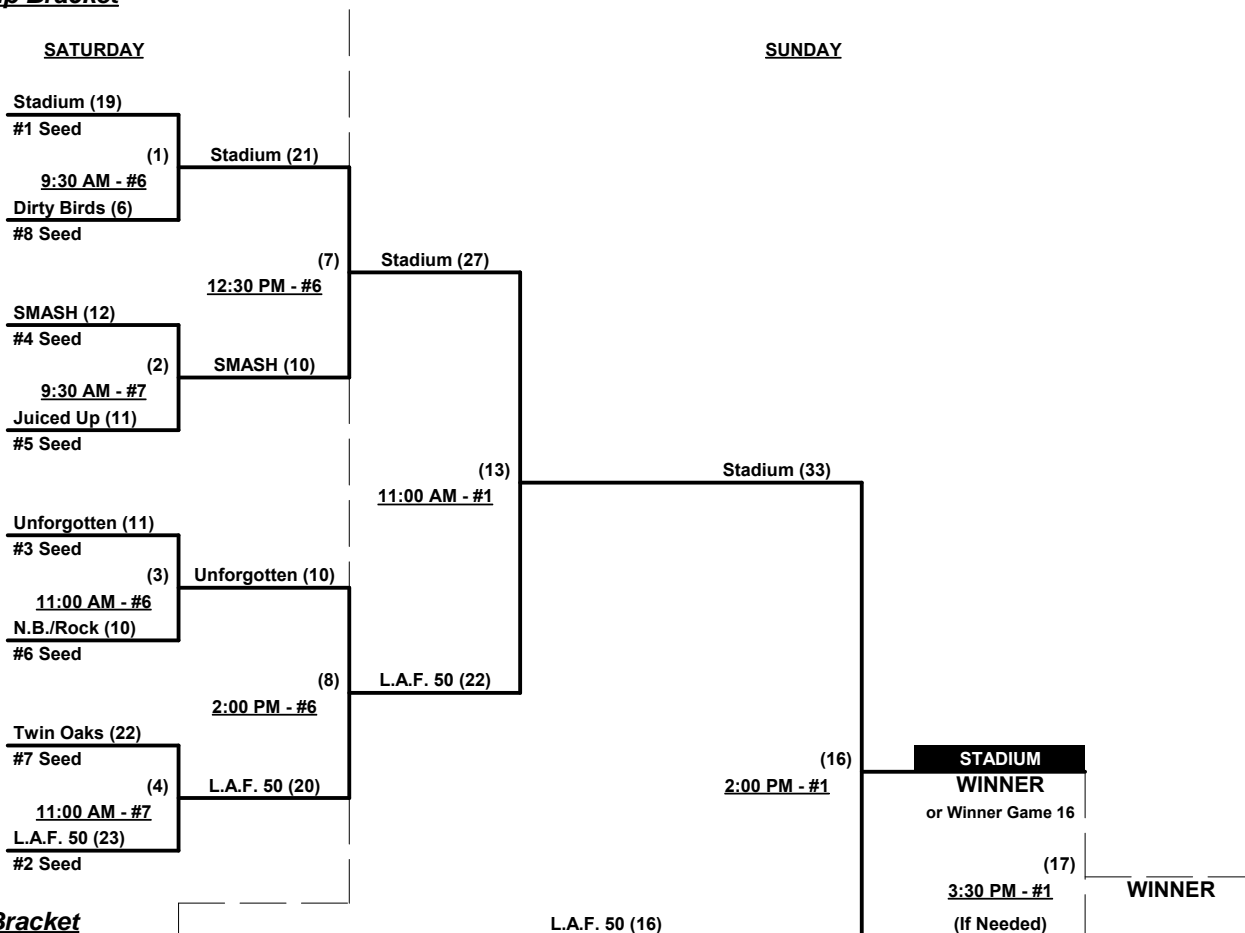 Bracket
SATURDAY
SUNDAY
Stadium (19)
#1 Seed
(1)
9:30 AM - #6
Dirty Birds (6)
#8 Seed
Stadium (21)
(7)
12:30 PM - #6
SMASH (12)
#4 Seed
(2)
9:30 AM - #7
Juiced Up (11)
#5 Seed
SMASH (10)
Stadium (27)
(13)
11:00 AM - #1
Stadium (33)
Unforgotten (11)
#3 Seed
(3)
11:00 AM - #6
N.B./Rock (10)
#6 Seed
Unforgotten (10)
(8)
2:00 PM - #6
L.A.F. 50 (22)
Twin Oaks (22)
#7 Seed
(4)
11:00 AM - #7
L.A.F. 50 (23)
#2 Seed
L.A.F. 50 (20)
(16)
2:00 PM - #1
STADIUM
WINNER
or Winner Game 16
(17)
3:30 PM - #1
(If Needed)
WINNER
Bracket
L.A.F. 50 (16)